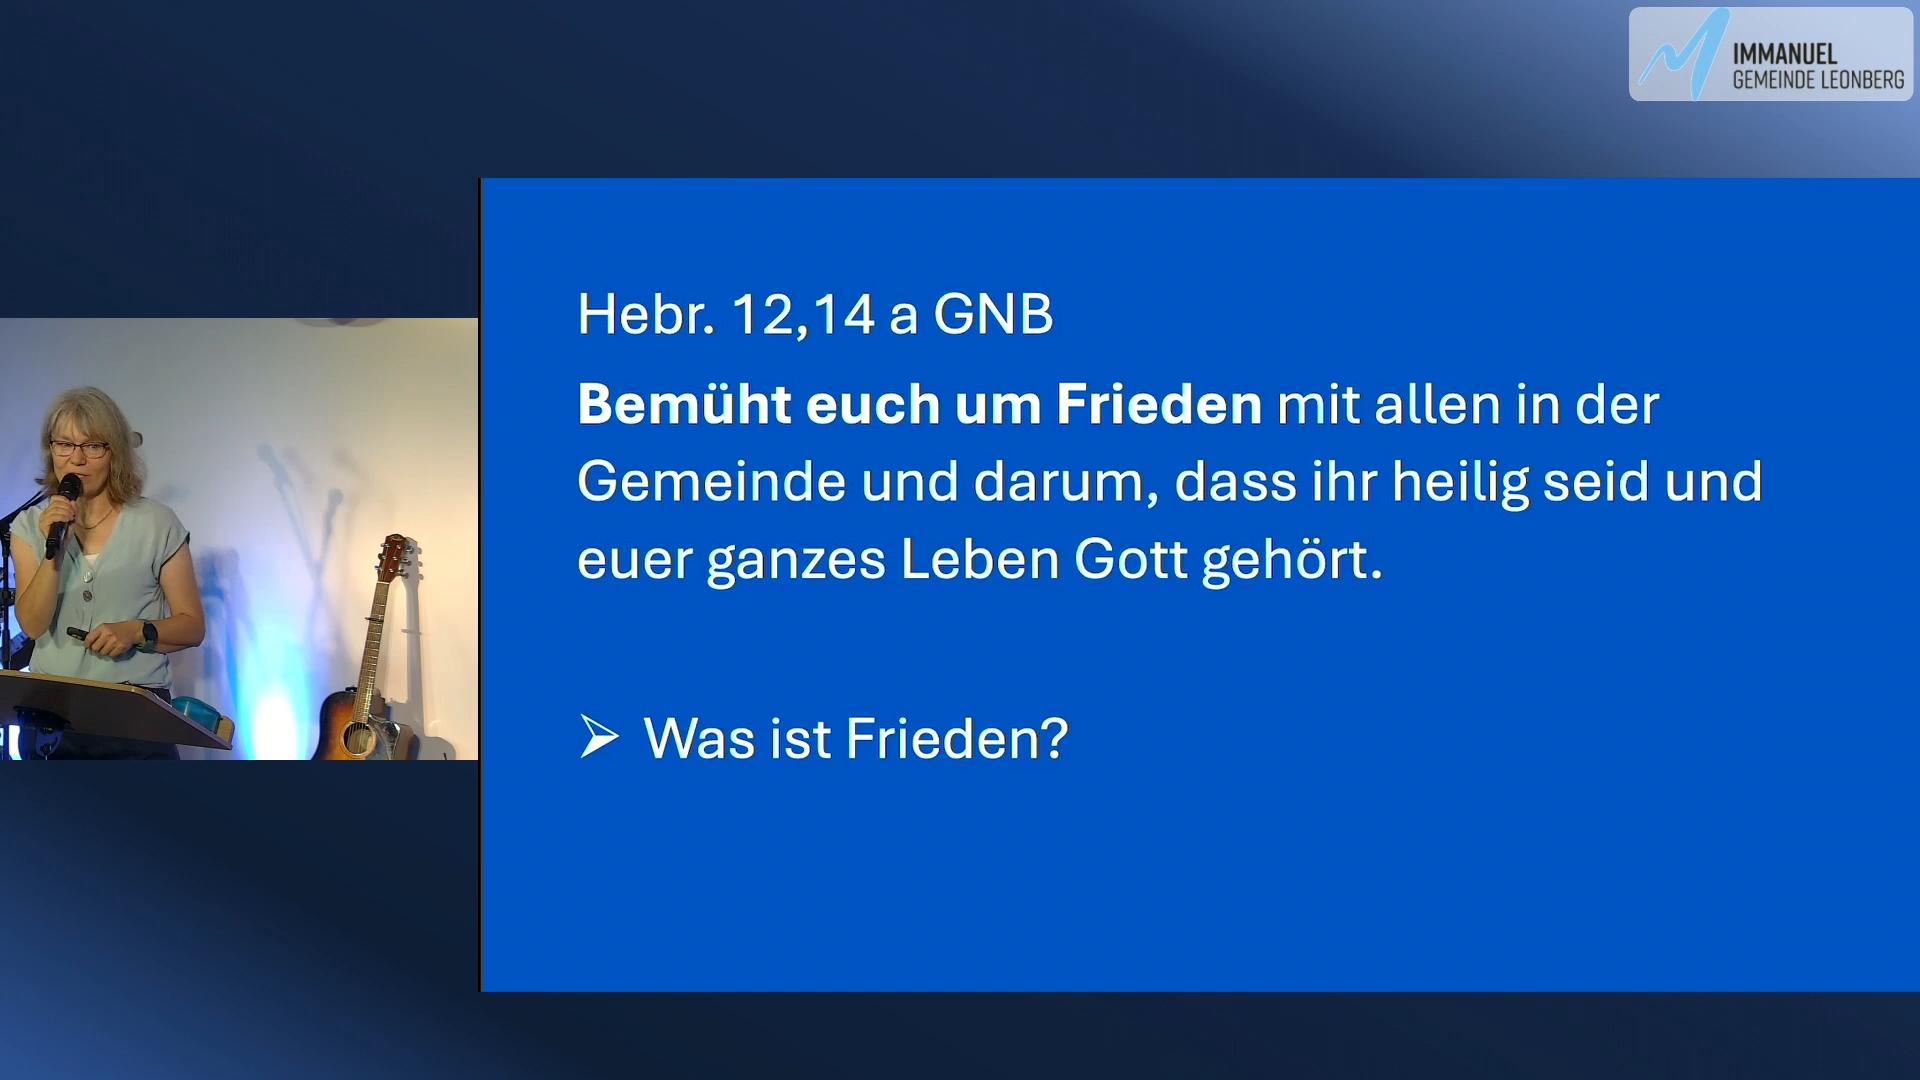 IMMANUEL
GEMEINDE LEONBERG
Hebr. 12,14 a GNB
Bemüht euch um Frieden mit allen in der
Gemeinde und darum, dass ihr heilig seid und
euer ganzes Leben Gott gehört.
➢ Was ist Frieden?